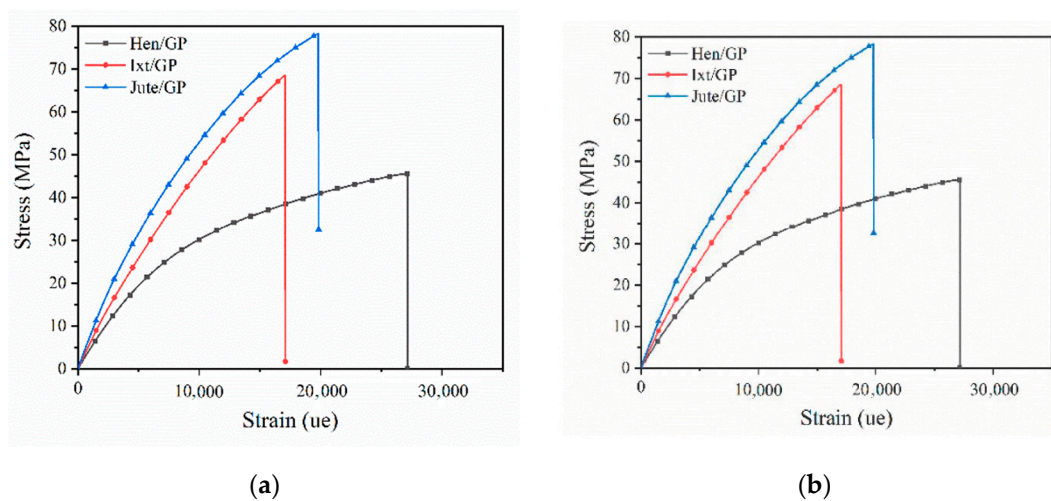 80
70
60
50
40
30
20
10
0
Stress (MPa)
Hen/GP
Ixt/GP
Jute/GP
0 10,000 20,000 30,000
Strain (ue)
(a)
80
70
60
50
40
30
20
10
0
Stress (MPa)
Hen/GP
Ixt/GP
Jute/GP
0 10,000 20,000 30,000
Strain (ue)
(b)